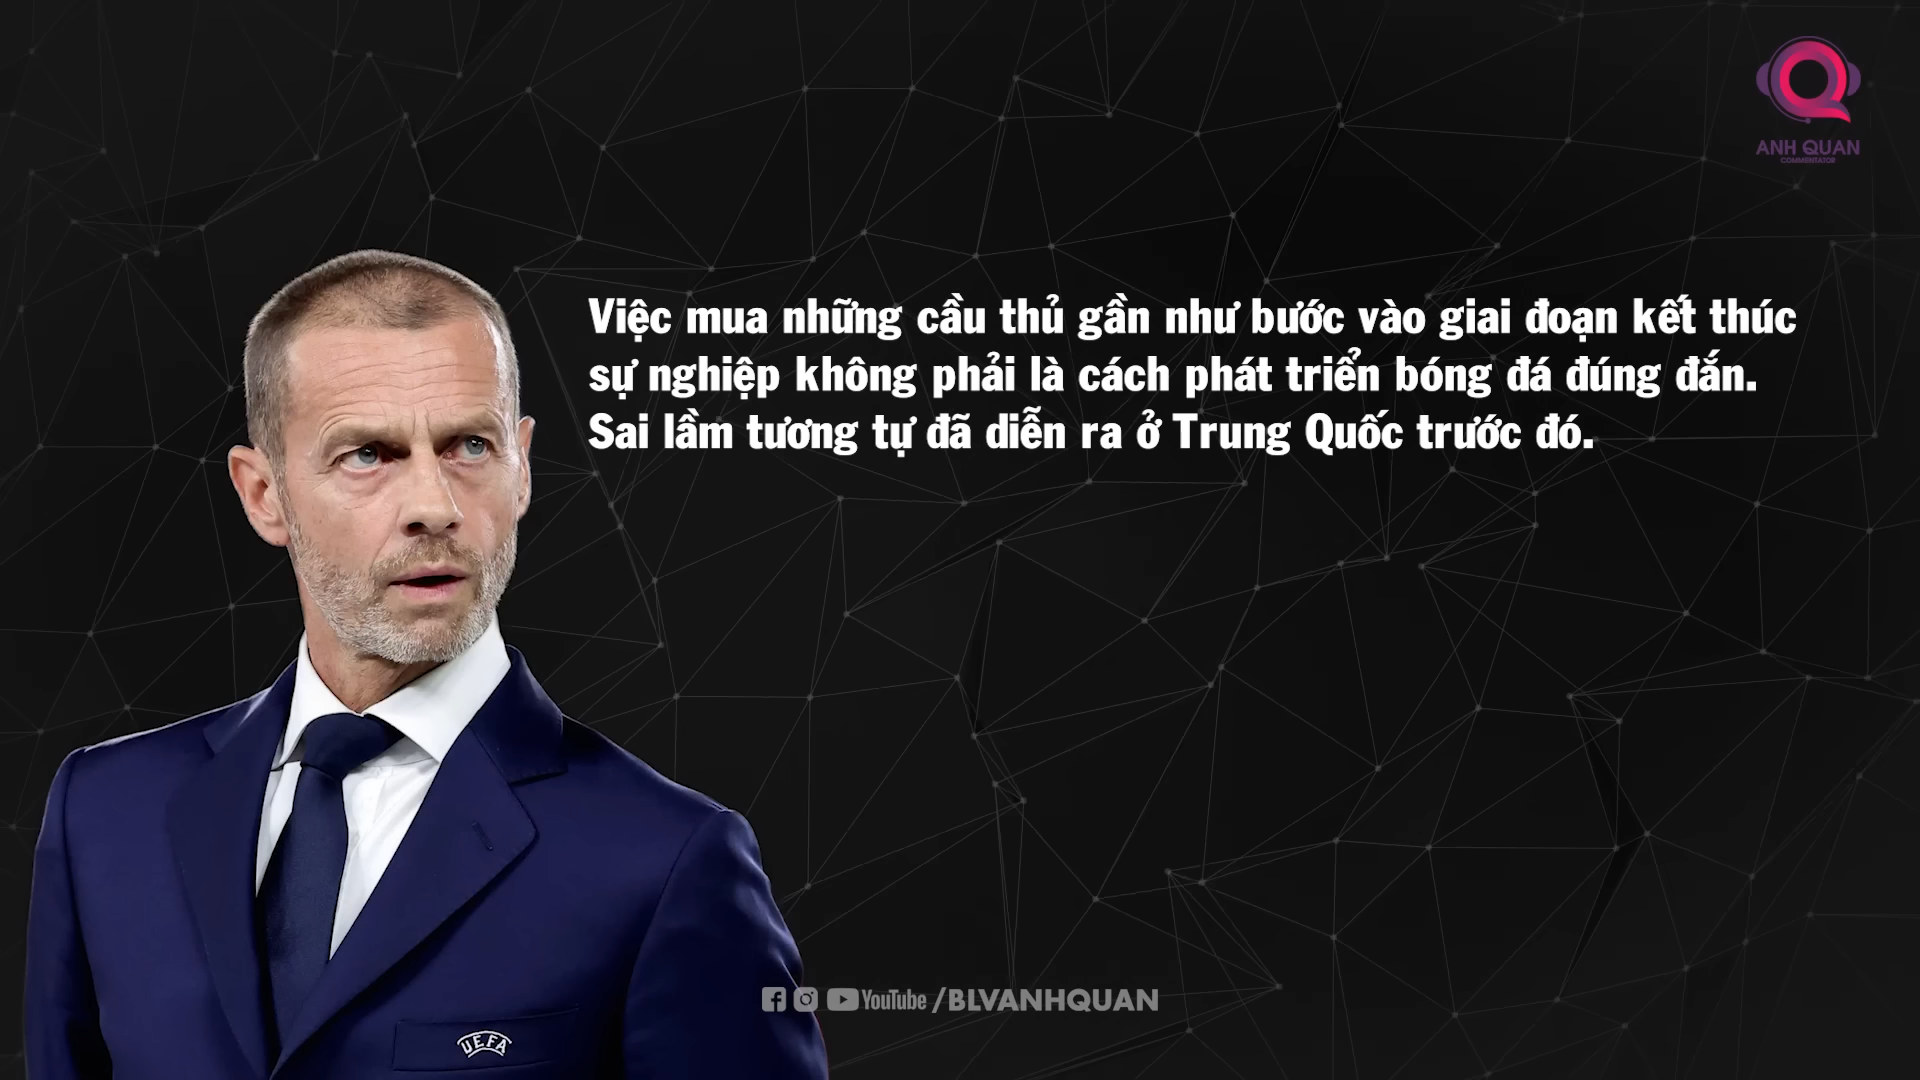 ANH QUAN
COMMENTATOR
Việc mua những cầu thủ gần như bước vào giai đoạn kết thúc
sự nghiệp không phải là cách phát triển bóng đá đúng đắn.
Sai lầm tương tự đã diễn ra ở Trung Quốc trước đó.
YouTube /BLVANHQUAN
UEFA